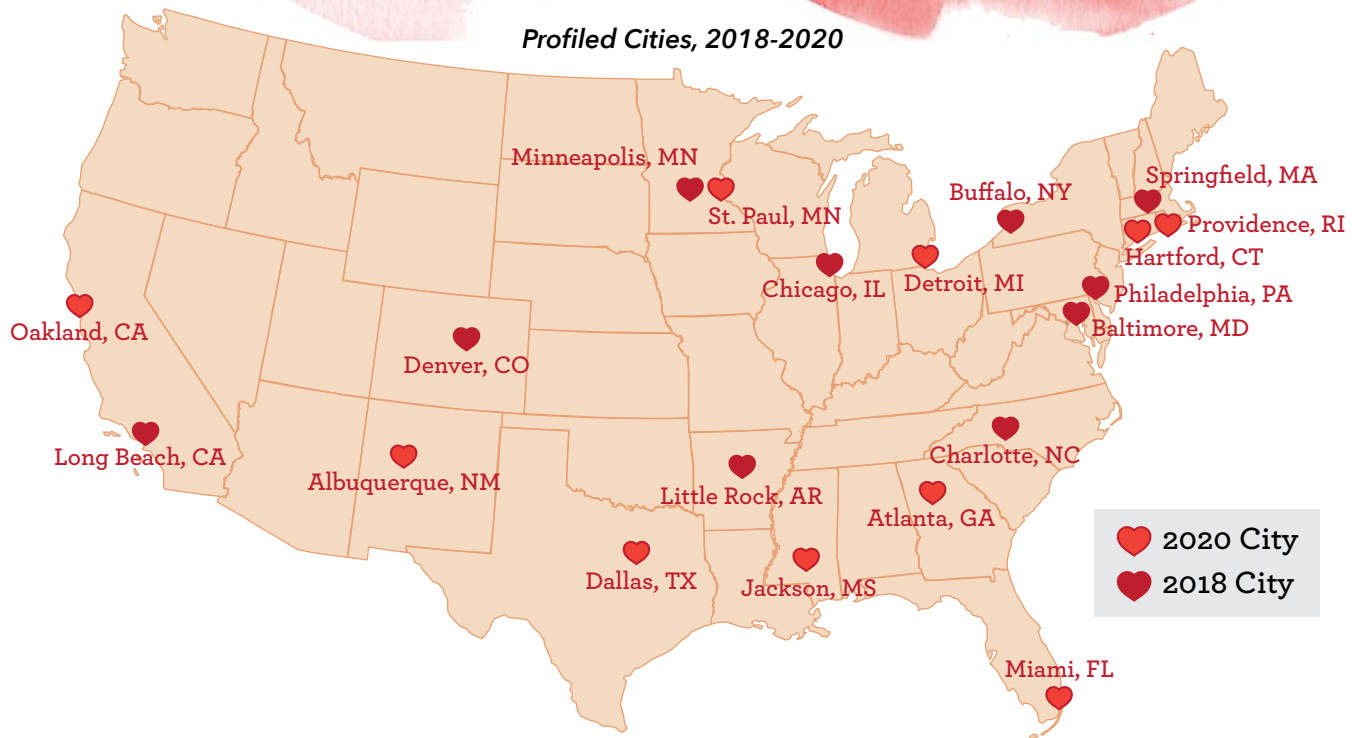 Profiled Cities, 2018-2020
Minneapolis, MN
St. Paul, MN
Buffalo, NY
Springfield, MA
Providence, RI
Hartford, CT
Chicago, IL
Detroit, MI
Philadelphia, PA
Baltimore, MD
Oakland, CA
Denver, CO
Long Beach, CA
Albuquerque, NM
Little Rock, AR
Charlotte, NC
Atlanta, GA
Dallas, TX
Jackson, MS
Miami, FL
2020 City
2018 City